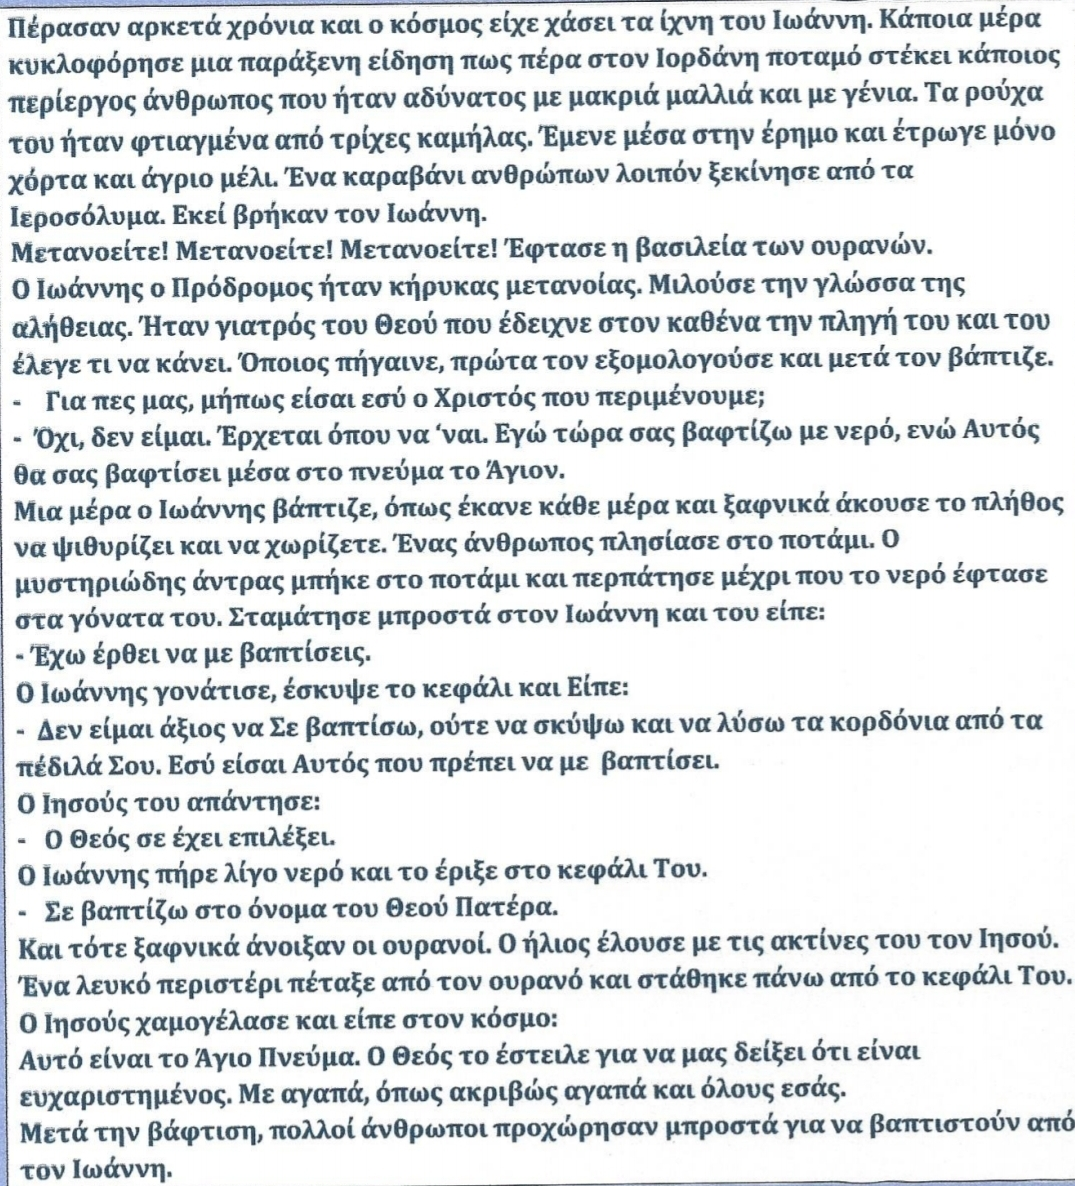 Πέρασαν αρκετά χρόνια και ο κόσμος είχε χάσει τα ίχνη του Ιωάννη. Κάποια μέρα
κυκλοφόρησε μια παράξενη είδηση πως πέρα στον Ιορδάνη ποταμό στέκει κάποιος
περίεργος άνθρωπος που ήταν αδύνατος με μακριά μαλλιά και με γένια. Τα ρούχα
του ήταν φτιαγμένα από τρίχες καμήλας. Έμενε μέσα στην έρημο και έτρωγε μόνο
χόρτα και άγριο μέλι. Ένα καραβάνι ανθρώπων λοιπόν ξεκίνησε από τα
Ιεροσόλυμα. Εκεί βρήκαν τον Ιωάννη.
Μετανοείτε! Μετανοείτε! Μετανοείτε! Έφτασε η βασιλεία των ουρανών.
Ο Ιωάννης ο Πρόδρομος ήταν κήρυκας μετανοίας. Μιλούσε την γλώσσα της
αλήθειας. Ήταν γιατρός του Θεού που έδειχνε στον καθένα την πληγή του και του
έλεγε τι να κάνει. Όποιος πήγαινε, πρώτα τον εξομολογούσε και μετά τον βάπτιζε.
- Για πες μας, μήπως είσαι εσύ ο Χριστός που περιμένουμε;
- Όχι, δεν είμαι. Έρχεται όπου να ‘ναι. Εγώ τώρα σας βαφτίζω με νερό, ενώ Αυτός
θα σας βαφτίσει μέσα στο πνεύμα το Άγιον.
Μια μέρα ο Ιωάννης βάπτιζε, όπως έκανε κάθε μέρα και ξαφνικά άκουσε το πλήθος
να ψιθυρίζει και να χωρίζετε. Ένας άνθρωπος πλησίασε στο ποτάμι. Ο
μυστηριώδης άντρας μπήκε στο ποτάμι και περπάτησε μέχρι που το νερό έφτασε
στα γόνατα του. Σταμάτησε μπροστά στον Ιωάννη και του είπε:
- Έχω έρθει να με βαπτίσεις.
Ο Ιωάννης γονάτισε, έσκυψε το κεφάλι και Είπε:
- Δεν είμαι άξιος να Σε βαπτίσω, ούτε να σκύψω και να λύσω τα κορδόνια από τα
πέδιλά Σου. Εσύ είσαι Αυτός που πρέπει να με βαπτίσει.
Ο Ιησούς του απάντησε:
- Ο Θεός σε έχει επιλέξει.
Ο Ιωάννης πήρε λίγο νερό και το έριξε στο κεφάλι Του.
- Σε βαπτίζω στο όνομα του Θεού Πατέρα.
Και τότε ξαφνικά άνοιξαν οι ουρανοί. Ο ήλιος έλουσε με τις ακτίνες του τον Ιησού.
Ένα λευκό περιστέρι πέταξε από τον ουρανό και στάθηκε πάνω από το κεφάλι Του.
Ο Ιησούς χαμογέλασε και είπε στον κόσμο:
Αυτό είναι το Άγιο Πνεύμα. Ο Θεός το έστειλε για να μας δείξει ότι είναι
ευχαριστημένος. Με αγαπά, όπως ακριβώς αγαπά και όλους εσάς.
Μετά την βάφτιση, πολλοί άνθρωποι προχώρησαν μπροστά για να βαπτιστούν από
τον Ιωάννη.